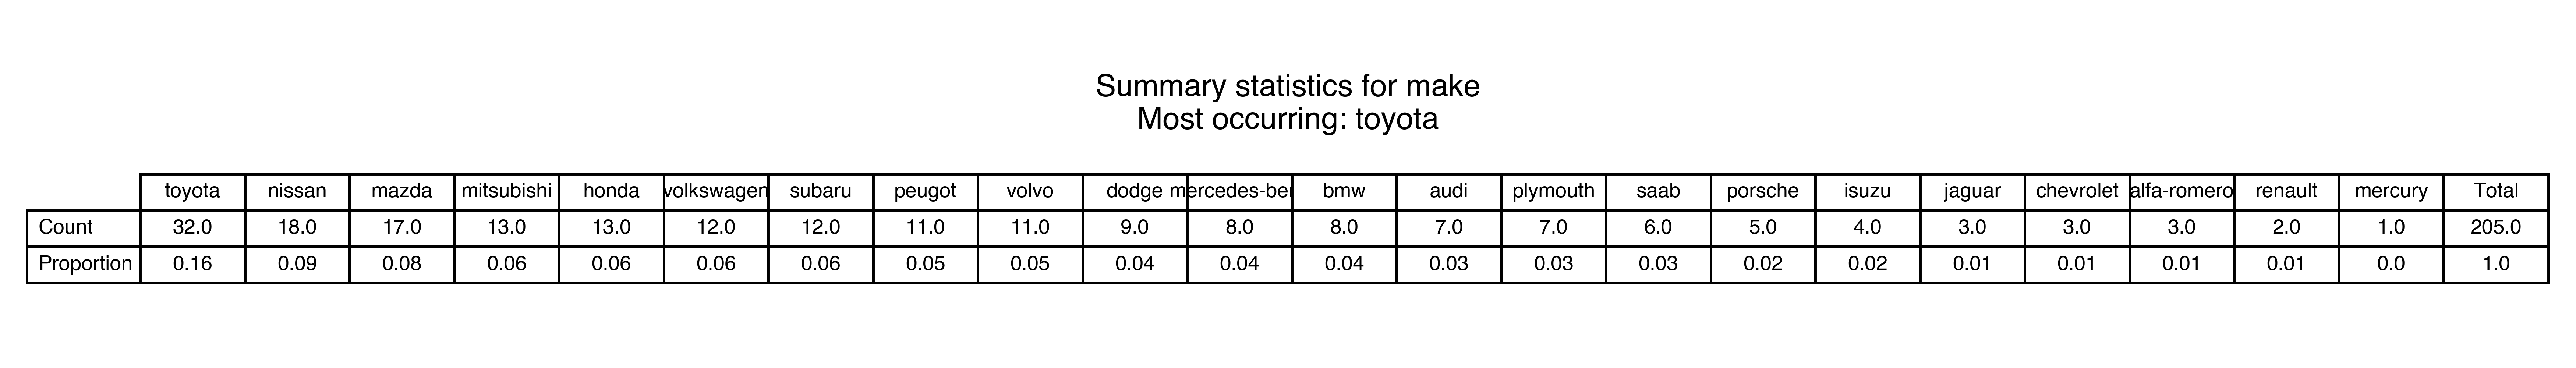 Summary statistics for make
Most occurring: toyota
toyota nissan mazda mitsubishi honda volkswagen subaru peugot volvo dodge mercedes-ben bmw audi plymouth saab porsche isuzu jaguar chevrolet alfa-romero renault mercury Total
Count 32.0 18.0 17.0 13.0 13.0 12.0 12.0 11.0 11.0 9.0 8.0 8.0 7.0 7.0 6.0 5.0 4.0 3.0 3.0 3.0 2.0 1.0 205.0
Proportion 0.16 0.09 0.08 0.06 0.06 0.06 0.06 0.05 0.05 0.04 0.04 0.04 0.03 0.03 0.03 0.02 0.02 0.01 0.01 0.01 0.01 0.0 1.0